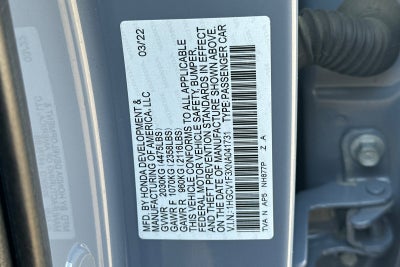 MFD. BY HONDA DEVELOPMENT &
MANUFACTURING OF AMERICA, LLC
03/22
GVWR 2030KG (4475LBS)
GAWR F 1070KG (2358LBS)
GAWR R 960KG (2116LBS)
THIS VEHICLE CONFORMS TO ALL APPLICABLE
FEDERAL MOTOR VEHICLE SAFETY, BUMPER,
AND THEFT PREVENTION STANDARDS IN EFFECT
ON THE DATE OF MANUFACTURE SHOWN ABOVE.
V.I.N.: 1HGCV1F3XNA041731 TYPE:PASSENGER CAR
TVA N AP5 NH877P Z A